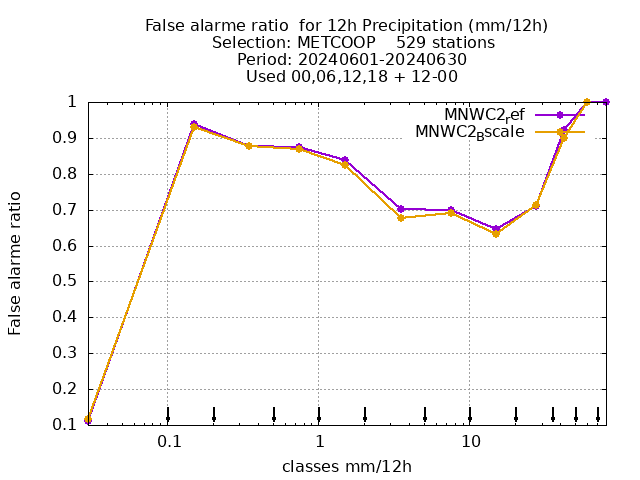 False alarme ratio  for 12h Precipitation (mm/12h)
Selection: METCOOP    529 stations
Period: 20240601-20240630
Used 00,06,12,18 + 12-00
MNWC2ref
MNWC2Bscale
1
0.9
0.8
0.7
0.6
0.5
0.4
0.3
0.2
0.1
False alarme ratio
0.1
1
10
classes mm/12h